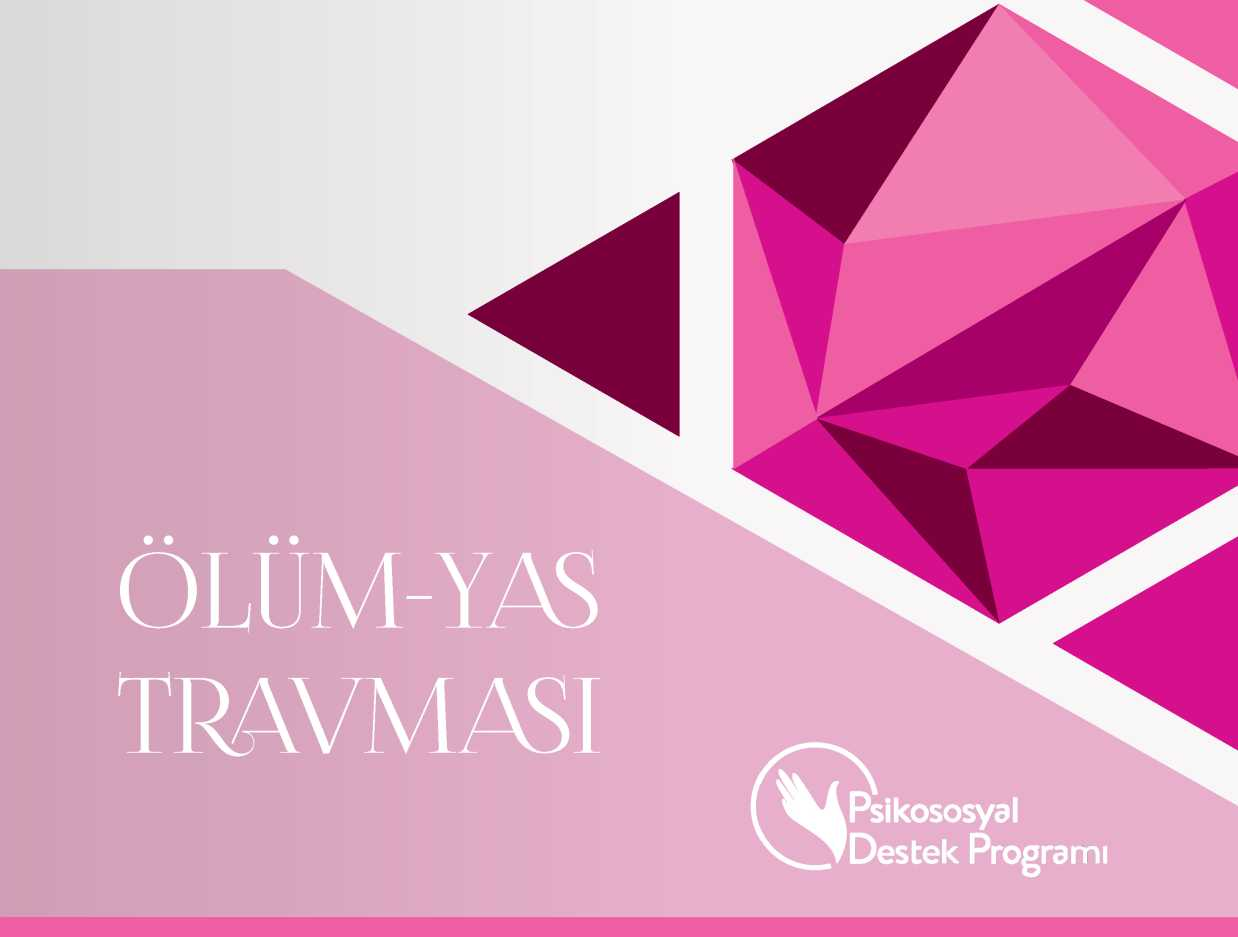 ÖLÜM-YAS
TRAVMASI
Psikososyal
Destek Programı